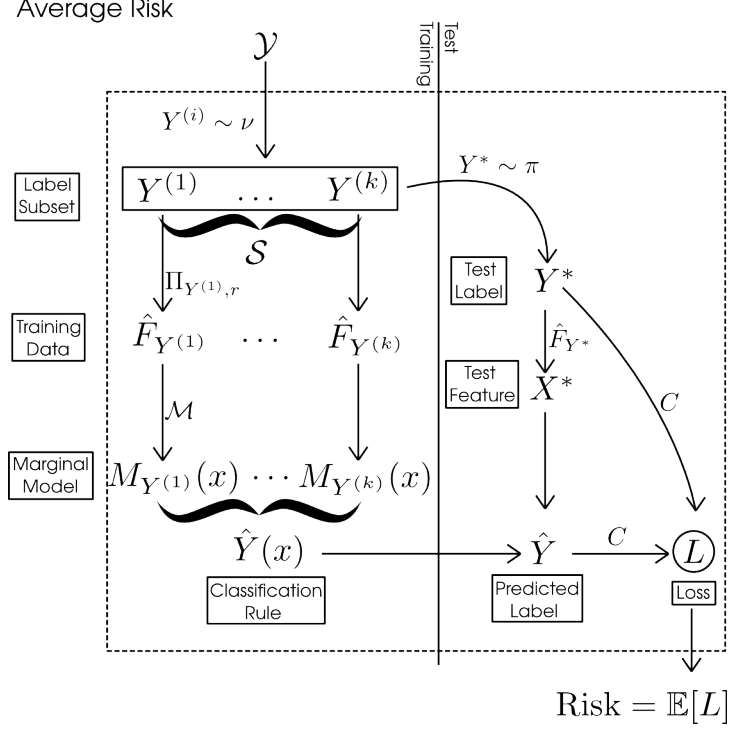 Average Risk
𝒴
Training
Test
Y^{(i)} ∼ ν
Label
Subset
Y^{(1)} … Y^{(k)}
Y^* ∼ π
𝒮
Π_{Y^{(1)},r}
Test
Label
Y^*
Training
Data
F̂_{Y^{(1)}} … F̂_{Y^{(k)}}
F̂_{Y^*}
Test
Feature
X^*
C
ℳ
Marginal
Model
M_{Y^{(1)}}(x) ⋯ M_{Y^{(k)}}(x)
Ŷ(x)
Ŷ
C
L
Classification
Rule
Predicted
Label
Loss
Risk = 𝔼[L]